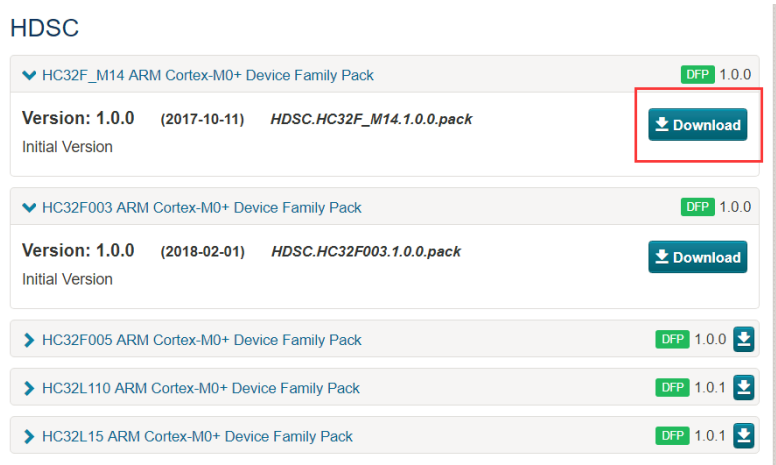 HDSC
HC32F_M14 ARM Cortex-M0+ Device Family Pack DFP 1.0.0
Version: 1.0.0 (2017-10-11) HDSC.HC32F_M14.1.0.0.pack Download
Initial Version
HC32F003 ARM Cortex-M0+ Device Family Pack DFP 1.0.0
Version: 1.0.0 (2018-02-01) HDSC.HC32F003.1.0.0.pack Download
Initial Version
HC32F005 ARM Cortex-M0+ Device Family Pack DFP 1.0.0
HC32L110 ARM Cortex-M0+ Device Family Pack DFP 1.0.1
HC32L15 ARM Cortex-M0+ Device Family Pack DFP 1.0.1